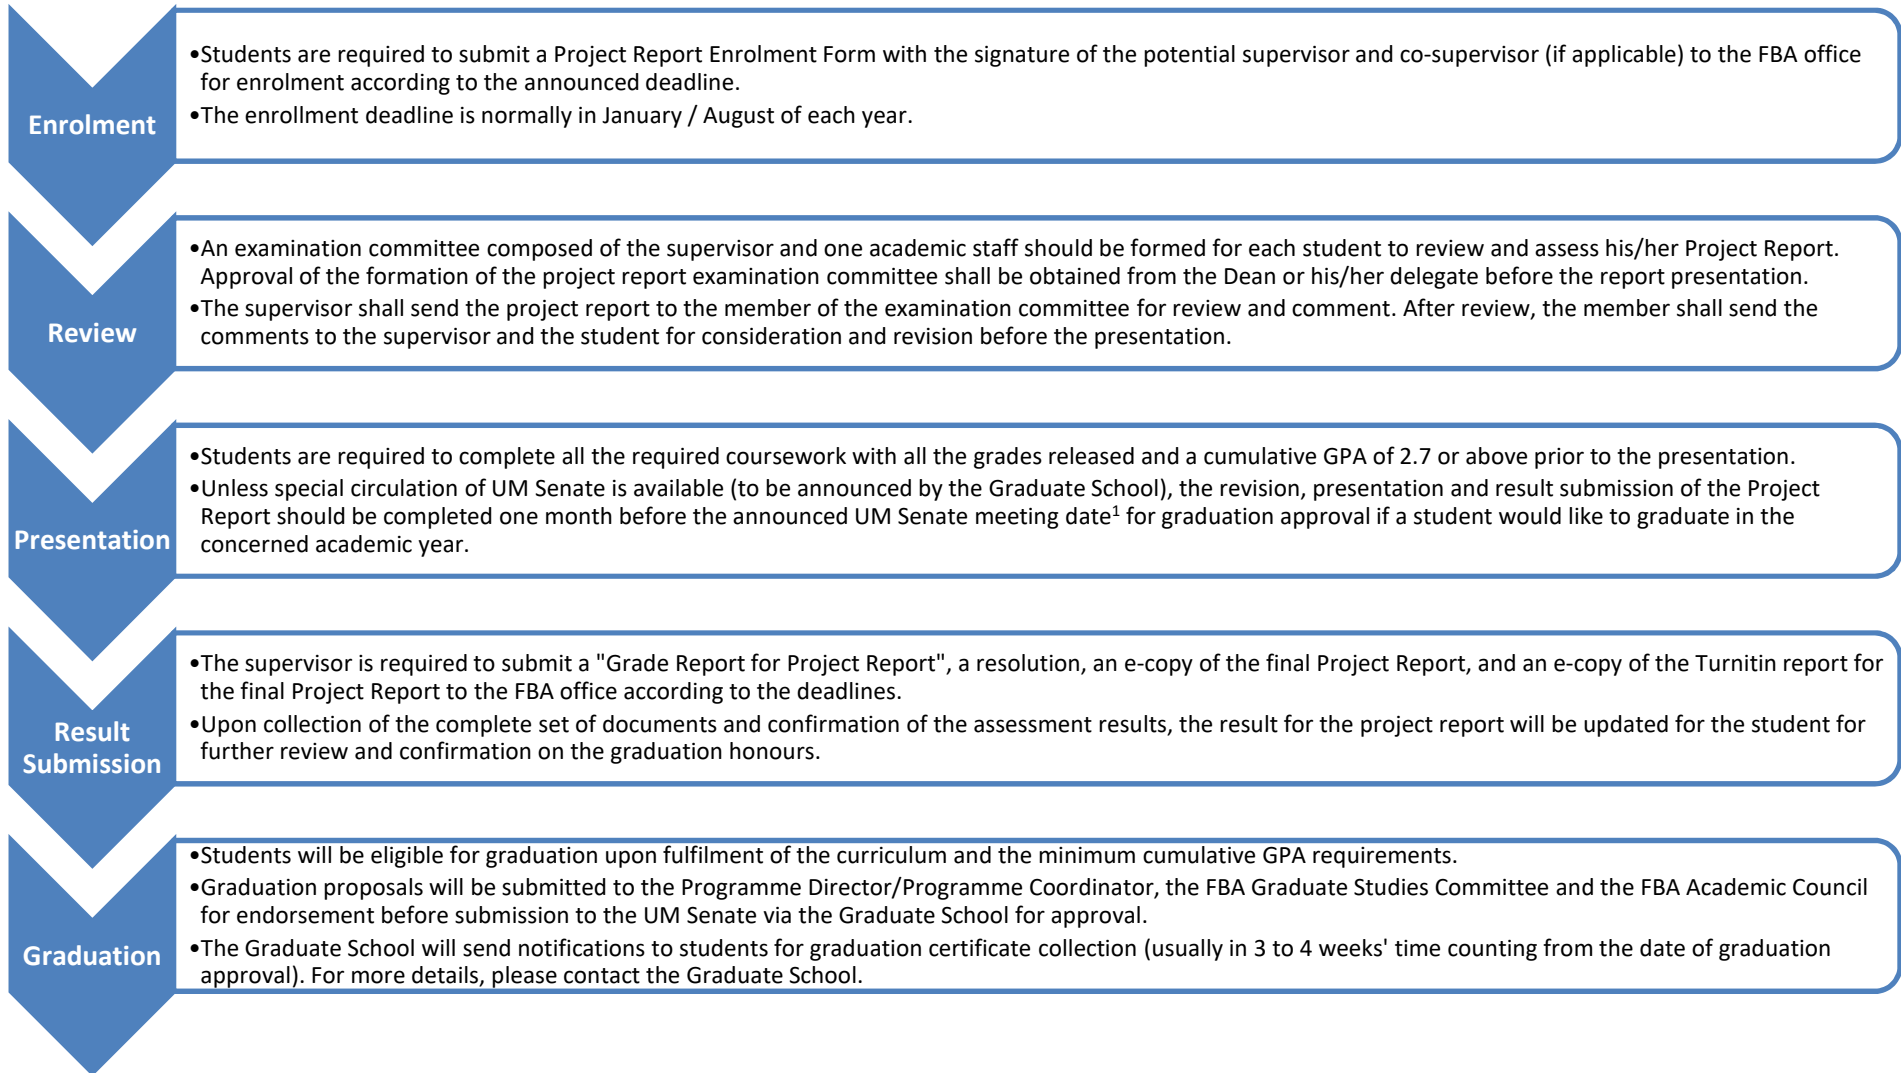 Enrolment
•Students are required to submit a Project Report Enrolment Form with the signature of the potential supervisor and co-supervisor (if applicable) to the FBA office
for enrolment according to the announced deadline.
•The enrollment deadline is normally in January / August of each year.
Review
•An examination committee composed of the supervisor and one academic staff should be formed for each student to review and assess his/her Project Report.
Approval of the formation of the project report examination committee shall be obtained from the Dean or his/her delegate before the report presentation.
•The supervisor shall send the project report to the member of the examination committee for review and comment. After review, the member shall send the
comments to the supervisor and the student for consideration and revision before the presentation.
Presentation
•Students are required to complete all the required coursework with all the grades released and a cumulative GPA of 2.7 or above prior to the presentation.
•Unless special circulation of UM Senate is available (to be announced by the Graduate School), the revision, presentation and result submission of the Project
Report should be completed one month before the announced UM Senate meeting date¹ for graduation approval if a student would like to graduate in the
concerned academic year.
Result
Submission
•The supervisor is required to submit a "Grade Report for Project Report", a resolution, an e-copy of the final Project Report, and an e-copy of the Turnitin report for
the final Project Report to the FBA office according to the deadlines.
•Upon collection of the complete set of documents and confirmation of the assessment results, the result for the project report will be updated for the student for
further review and confirmation on the graduation honours.
Graduation
•Students will be eligible for graduation upon fulfilment of the curriculum and the minimum cumulative GPA requirements.
•Graduation proposals will be submitted to the Programme Director/Programme Coordinator, the FBA Graduate Studies Committee and the FBA Academic Council
for endorsement before submission to the UM Senate via the Graduate School for approval.
•The Graduate School will send notifications to students for graduation certificate collection (usually in 3 to 4 weeks' time counting from the date of graduation
approval). For more details, please contact the Graduate School.